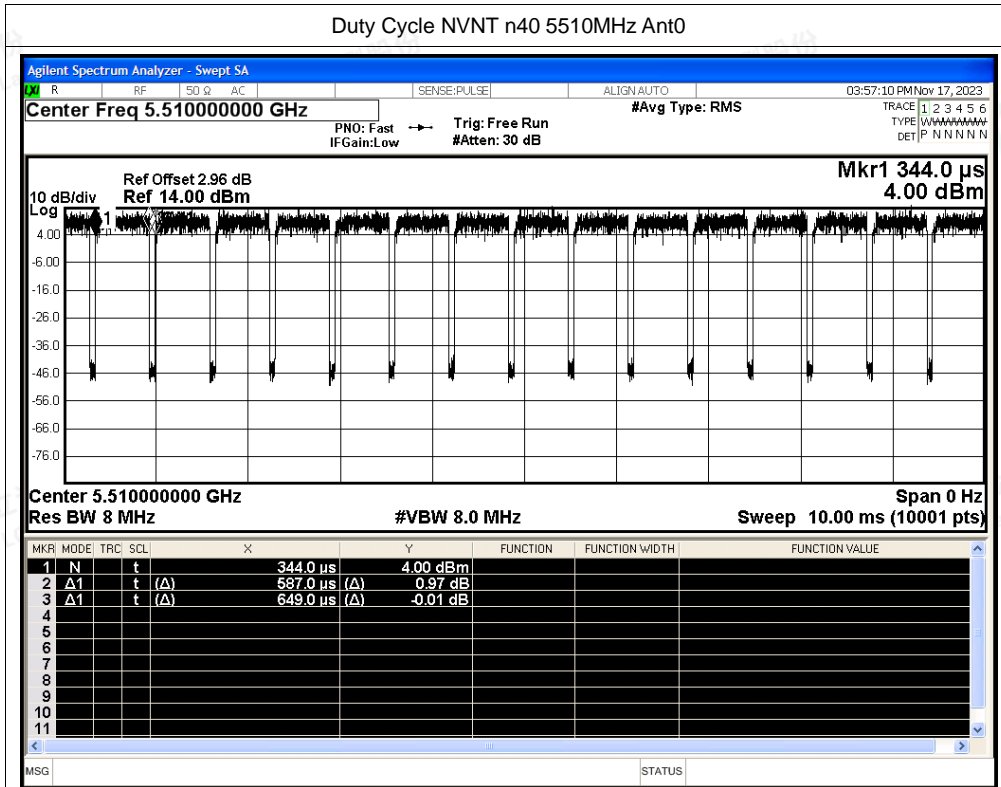 Duty Cycle NVNT n40 5510MHz Ant0
Agilent Spectrum Analyzer - Swept SA
LXI R RF 50 Ω AC SENSE:PULSE ALIGN AUTO 03:57:10 PM Nov 17, 2023
Center Freq 5.510000000 GHz #Avg Type: RMS TRACE 1 2 3 4 5 6
PNO: Fast Trig: Free Run TYPE WWWWWW
IFGain:Low #Atten: 30 dB DET P N N N N N
Mkr1 344.0 µs
Ref Offset 2.96 dB
10 dB/div Ref 14.00 dBm 4.00 dBm
Log
1
4.00
-6.00
-16.0
-26.0
-36.0
-46.0
-56.0
-66.0
-76.0
Center 5.510000000 GHz Span 0 Hz
Res BW 8 MHz #VBW 8.0 MHz Sweep 10.00 ms (10001 pts)
MKR MODE TRC SCL X Y FUNCTION FUNCTION WIDTH FUNCTION VALUE
1 N t 344.0 µs 4.00 dBm
2 Δ1 t (Δ) 587.0 µs (Δ) 0.97 dB
3 Δ1 t (Δ) 649.0 µs (Δ) -0.01 dB
4
5
6
7
8
9
10
11
MSG STATUS